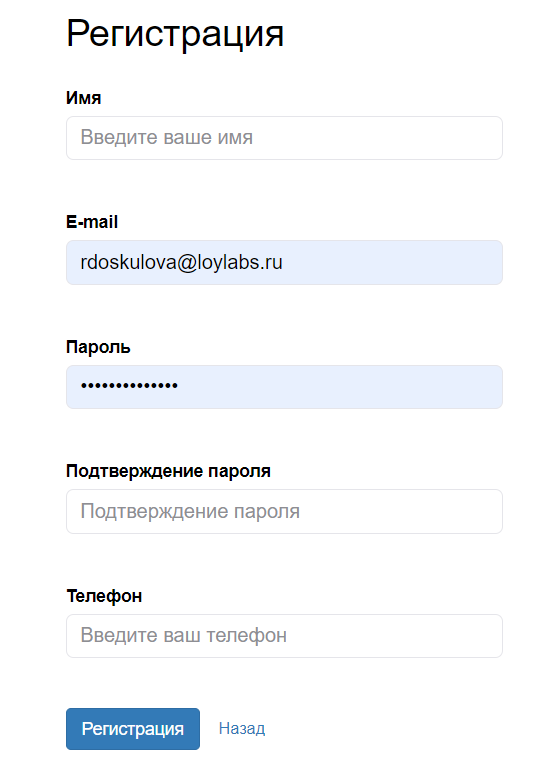 Регистрация
Имя
Введите ваше имя
E-mail
rdoskulova@loylabs.ru
Пароль
••••••••••••••
Подтверждение пароля
Подтверждение пароля
Телефон
Введите ваш телефон
Регистрация Назад